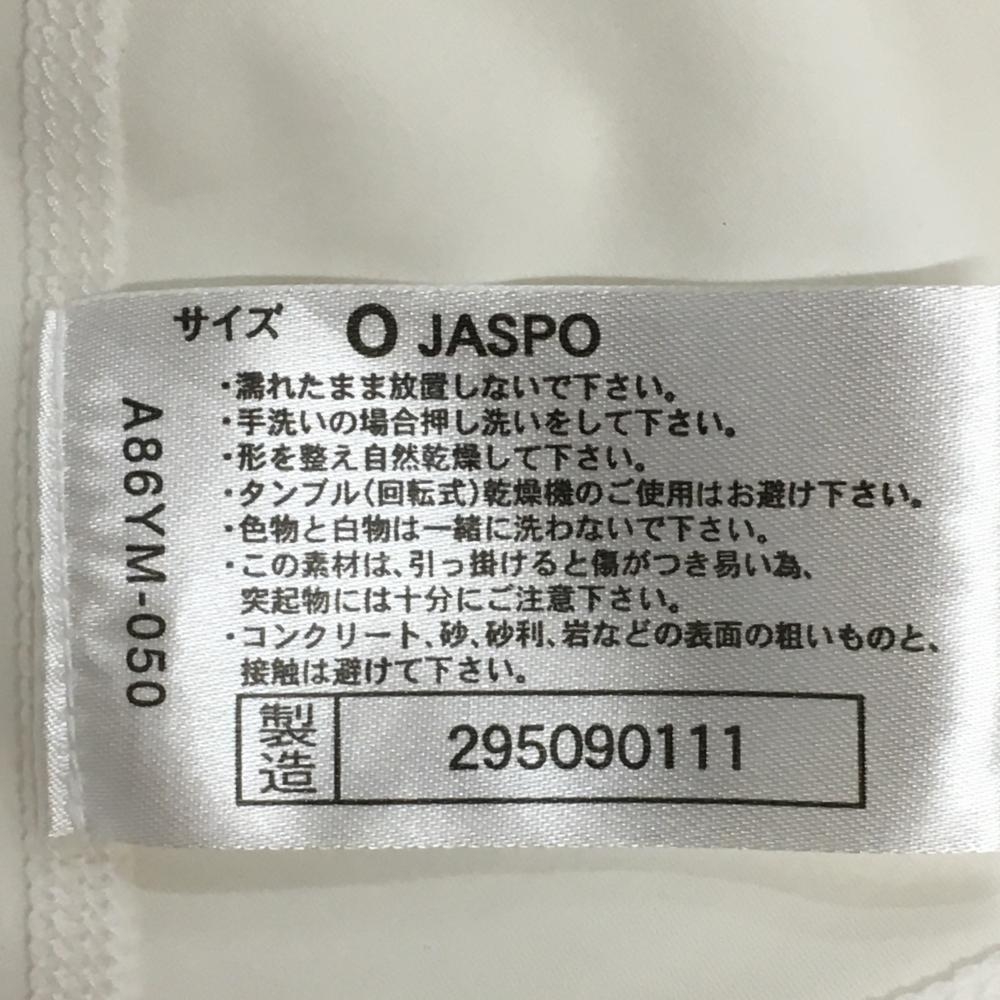 サイズ O JASPO
・濡れたまま放置しないで下さい。
・手洗いの場合押し洗いをして下さい。
・形を整え自然乾燥して下さい。
・タンブル(回転式)乾燥機のご使用はお避け下さい。
・色物と白物は一緒に洗わないで下さい。
・この素材は、引っ掛けると傷がつき易い為、
突起物には十分にご注意下さい。
・コンクリート、砂、砂利、岩などの表面の粗いものと、
接触は避けて下さい。
製造 295090111
A86YM-050